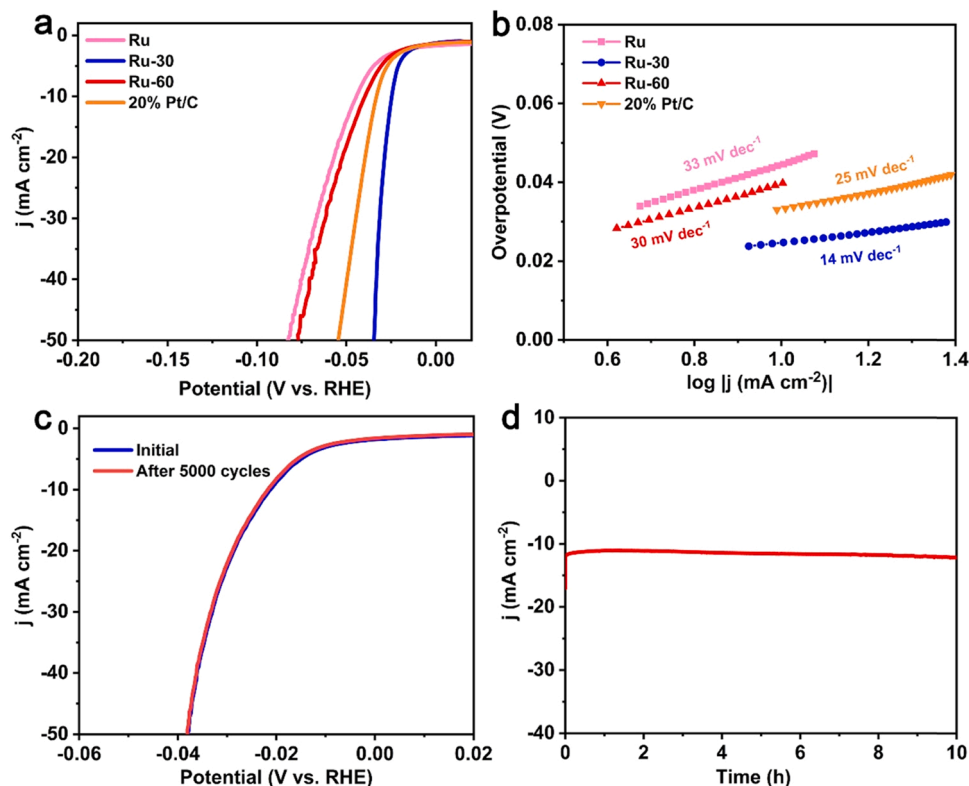 a
Ru
Ru-30
Ru-60
20% Pt/C
0
-10
-20
-30
-40
-50
-0.20
-0.15
-0.10
-0.05
0.00
j (mA cm-2)
Potential (V vs. RHE)
b
Ru
Ru-30
Ru-60
20% Pt/C
0.08
0.06
0.04
0.02
0.00
33 mV dec-1
25 mV dec-1
30 mV dec-1
14 mV dec-1
0.6
0.8
1.0
1.2
1.4
Overpotential (V)
log |j (mA cm-2)|
c
Initial
After 5000 cycles
0
-10
-20
-30
-40
-50
-0.06
-0.04
-0.02
0.00
0.02
j (mA cm-2)
Potential (V vs. RHE)
d
10
0
-10
-20
-30
-40
0
2
4
6
8
10
j (mA cm-2)
Time (h)